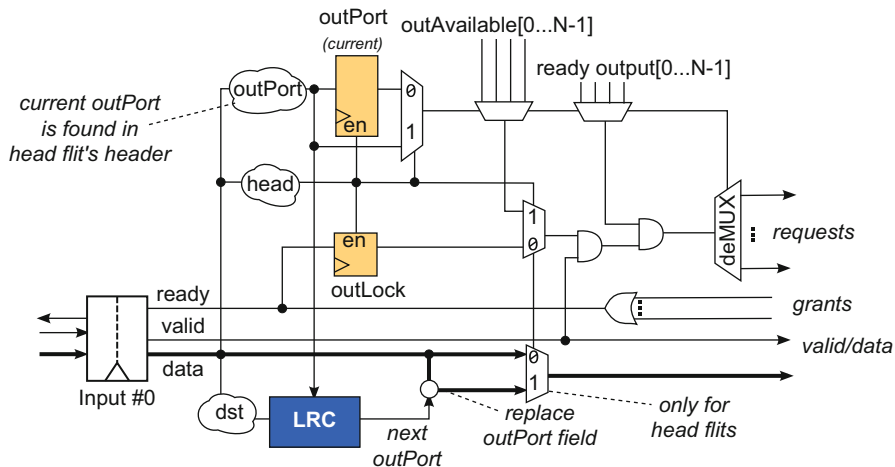 outPort
(current)
outAvailable[0...N-1]
ready output[0...N-1]
current outPort
is found in
head flit's header
outPort
en
0
1
head
en
outLock
1
0
deMUX
requests
grants
ready
valid
data
Input #0
valid/data
0
1
dst
LRC
next
outPort
replace
outPort field
only for
head flits